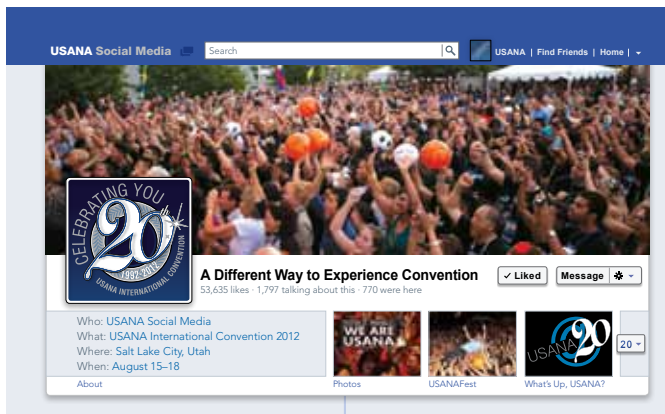 USANA Social Media
Search
USANA | Find Friends | Home |
CELEBRATING YOU
20th
1992-2012
USANA INTERNATIONAL CONVENTION
A Different Way to Experience Convention
✓ Liked
Message
53,635 likes · 1,797 talking about this · 770 were here
Who: USANA Social Media
What: USANA International Convention 2012
Where: Salt Lake City, Utah
When: August 15–18
WE ARE
USANA
USANA 20
20
About
Photos
USANAFest
What's Up, USANA?